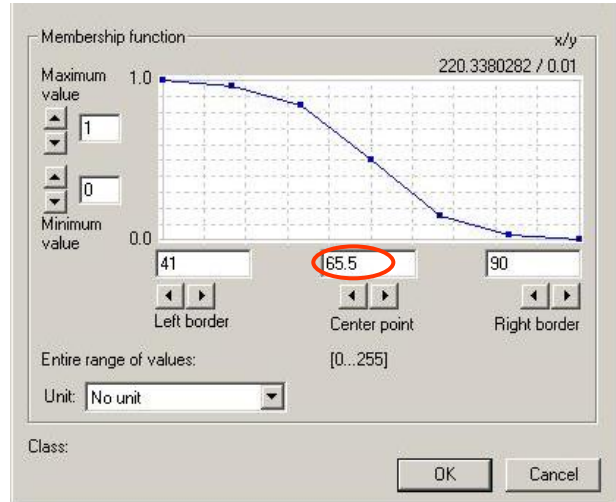 Membership function
x/y
220.3380282 / 0.01
Maximum value
1.0
1
0
Minimum value
0.0
41
65.5
90
Left border
Center point
Right border
Entire range of values:
[0...255]
Unit: No unit
Class:
OK
Cancel